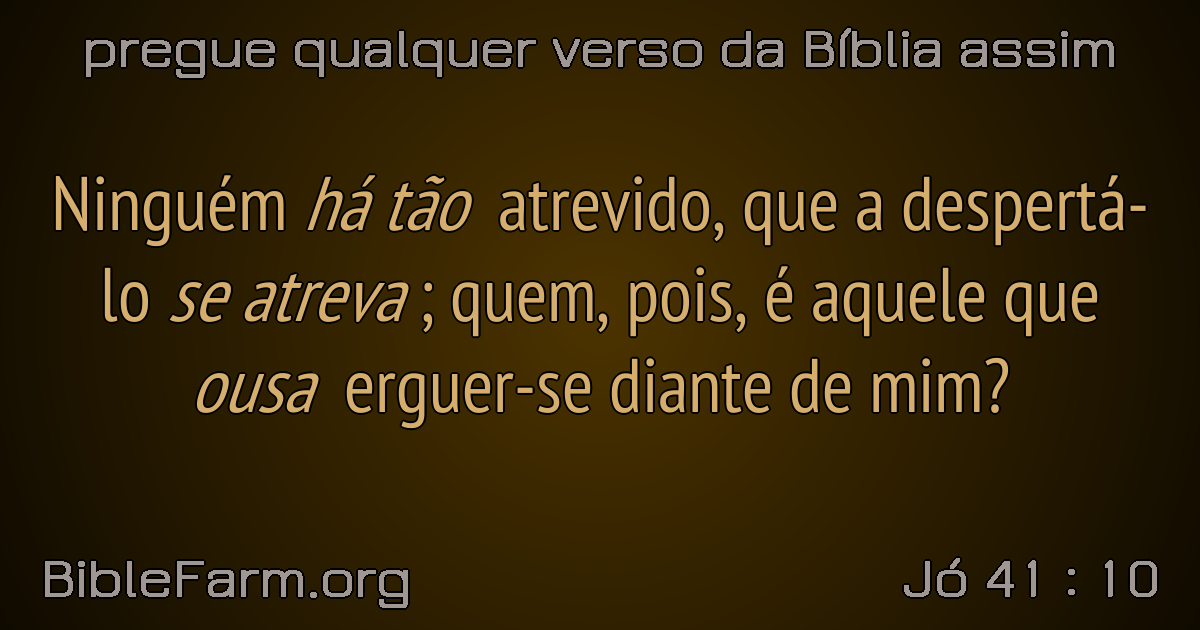 pregue qualquer verso da Bíblia assim
Ninguém há tão atrevido, que a despertá-
lo se atreva ; quem, pois, é aquele que
ousa erguer-se diante de mim?
BibleFarm.org
Jó 41 : 10